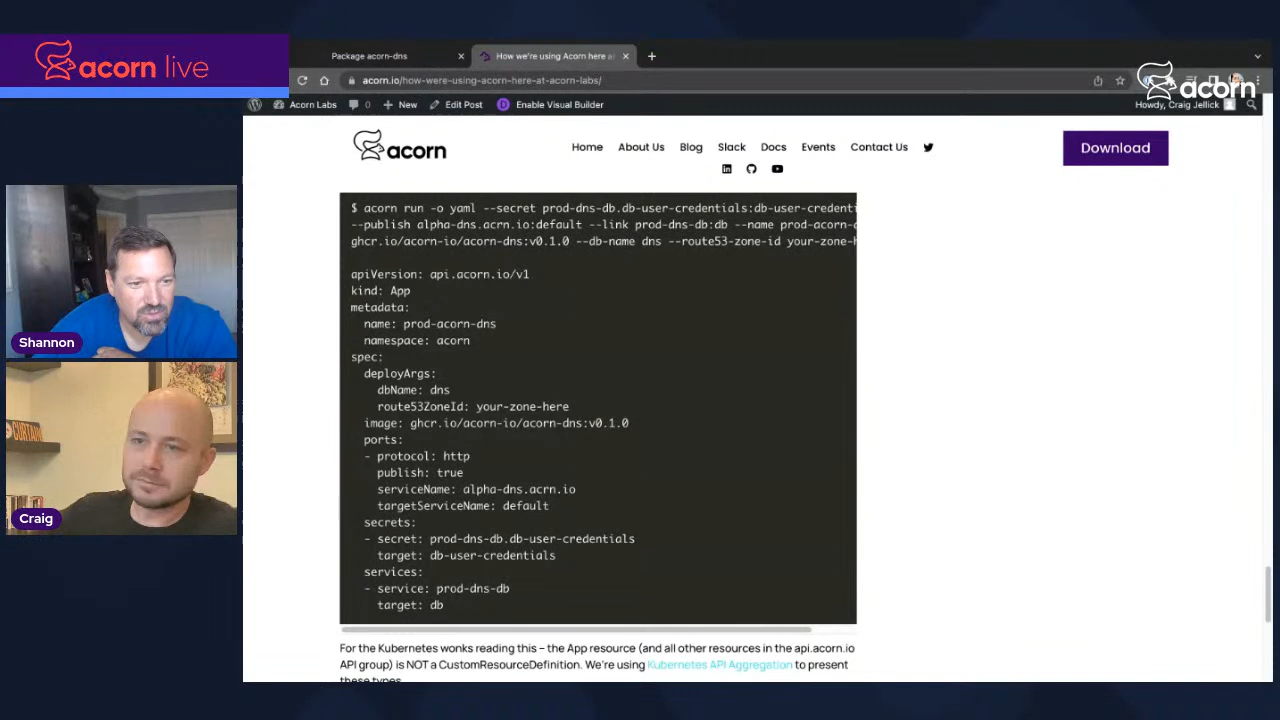 acorn live
Package acorn-dns
How we're using Acorn here a
acorn.io/how-were-using-acorn-here-at-acorn-labs/
acorn
Acorn Labs
0
New
Edit Post
Enable Visual Builder
Howdy, Craig Jellick
acorn
Home
About Us
Blog
Slack
Docs
Events
Contact Us
Download
$ acorn run -o yaml --secret prod-dns-db.db-user-credentials:db-user-credenti
--publish alpha-dns.acrn.io:default --link prod-dns-db:db --name prod-acorn-
ghcr.io/acorn-io/acorn-dns:v0.1.0 --db-name dns --route53-zone-id your-zone-
apiVersion: api.acorn.io/v1
kind: App
metadata:
name: prod-acorn-dns
namespace: acorn
spec:
deployArgs:
dbName: dns
route53ZoneId: your-zone-here
image: ghcr.io/acorn-io/acorn-dns:v0.1.0
ports:
- protocol: http
publish: true
serviceName: alpha-dns.acrn.io
targetServiceName: default
secrets:
- secret: prod-dns-db.db-user-credentials
target: db-user-credentials
services:
- service: prod-dns-db
target: db
For the Kubernetes wonks reading this – the App resource (and all other resources in the api.acorn.io
API group) is NOT a CustomResourceDefinition. We're using Kubernetes API Aggregation to present
these types
Shannon
CURTAIN
Craig